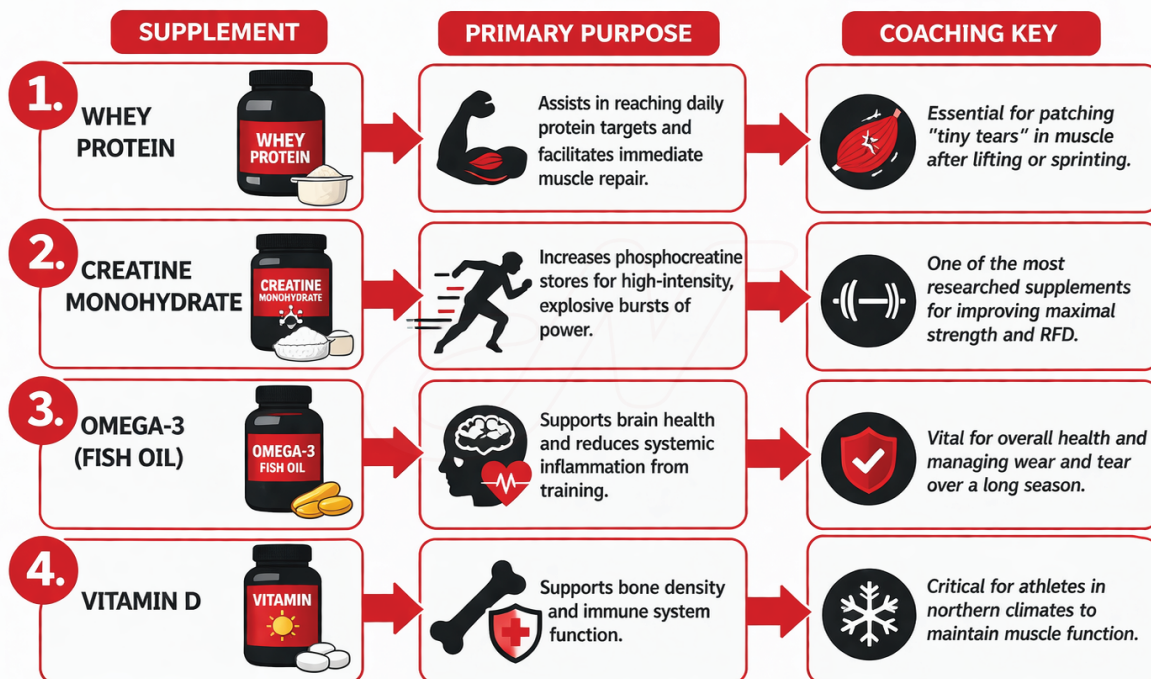 SUPPLEMENT
PRIMARY PURPOSE
COACHING KEY
1.
WHEY
PROTEIN
WHEY
PROTEIN
Assists in reaching daily
protein targets and
facilitates immediate
muscle repair.
Essential for patching
"tiny tears" in muscle
after lifting or sprinting.
2.
CREATINE
MONOHYDRATE
CREATINE
MONOHYDRATE
Increases phosphocreatine
stores for high-intensity,
explosive bursts of
power.
One of the most
researched supplements
for improving maximal
strength and RFD.
3.
OMEGA-3
(FISH OIL)
OMEGA-3
FISH OIL
Supports brain health
and reduces systemic
inflammation from
training.
Vital for overall health and
managing wear and tear
over a long season.
4.
VITAMIN D
VITAMIN
Supports bone density
and immune system
function.
Critical for athletes in
northern climates to
maintain muscle function.